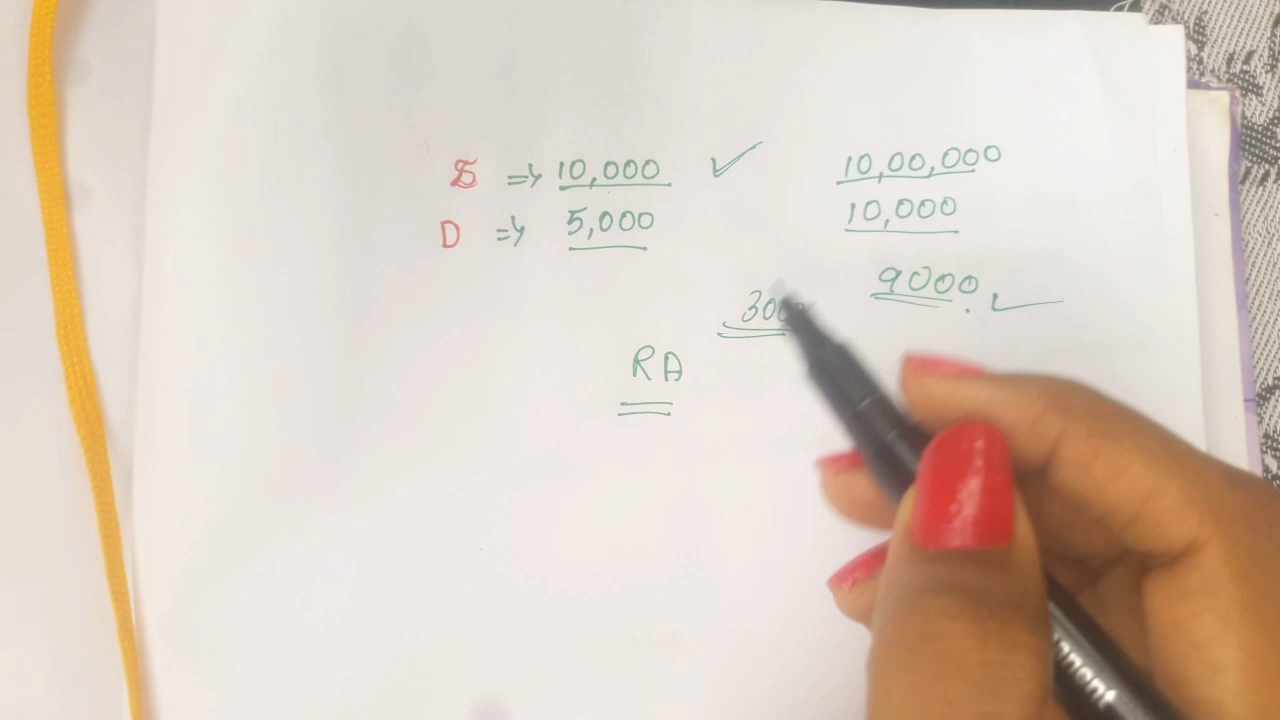 S => 10,000 ✓ 10,00,000
D => 5,000 10,000
9000. ✓
RA